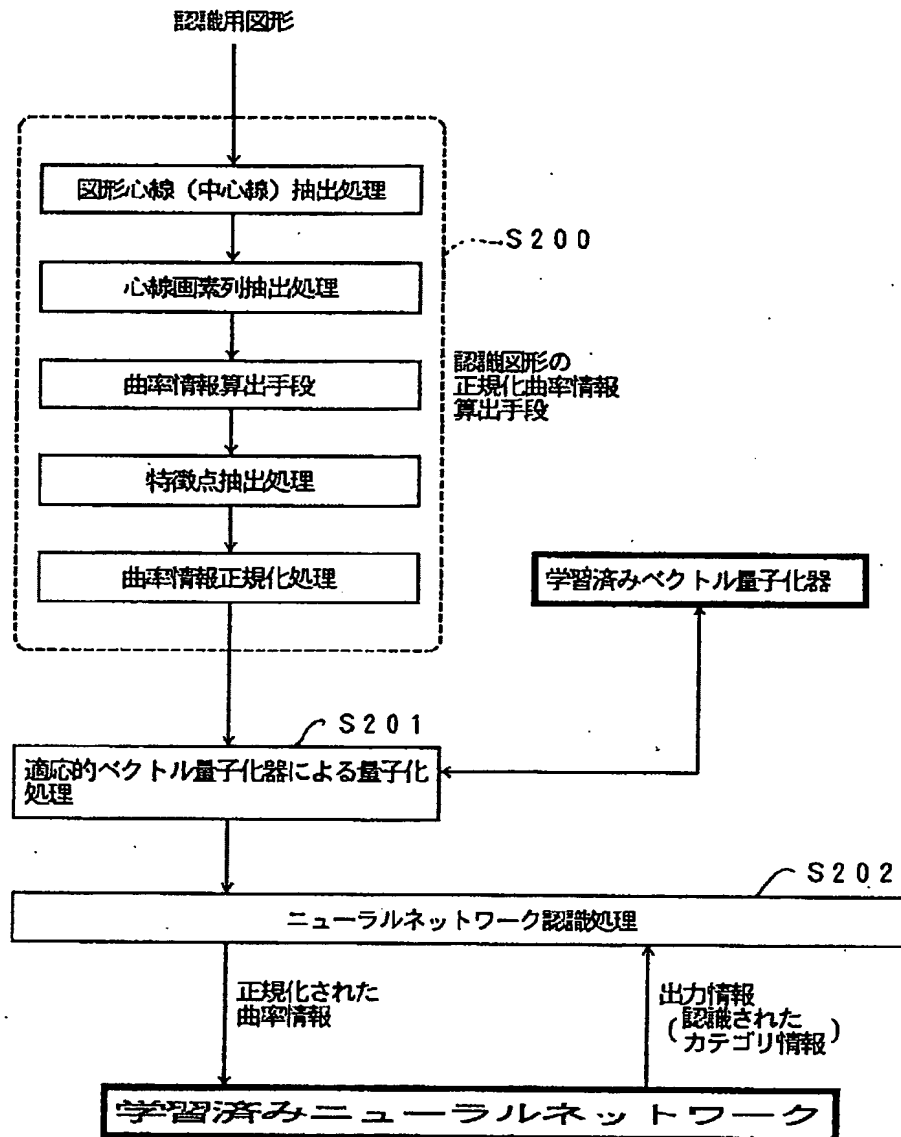 認識用図形
図形心線（中心線）抽出処理
S200
心線画素列抽出処理
認識図形の
正規化曲率情報
算出手段
曲率情報算出手段
特徴点抽出処理
曲率情報正規化処理
学習済みベクトル量子化器
S201
適応的ベクトル量子化器による量子化
処理
S202
ニューラルネットワーク認識処理
正規化された
曲率情報
出力情報
（認識された
カテゴリ情報）
学習済みニューラルネットワーク